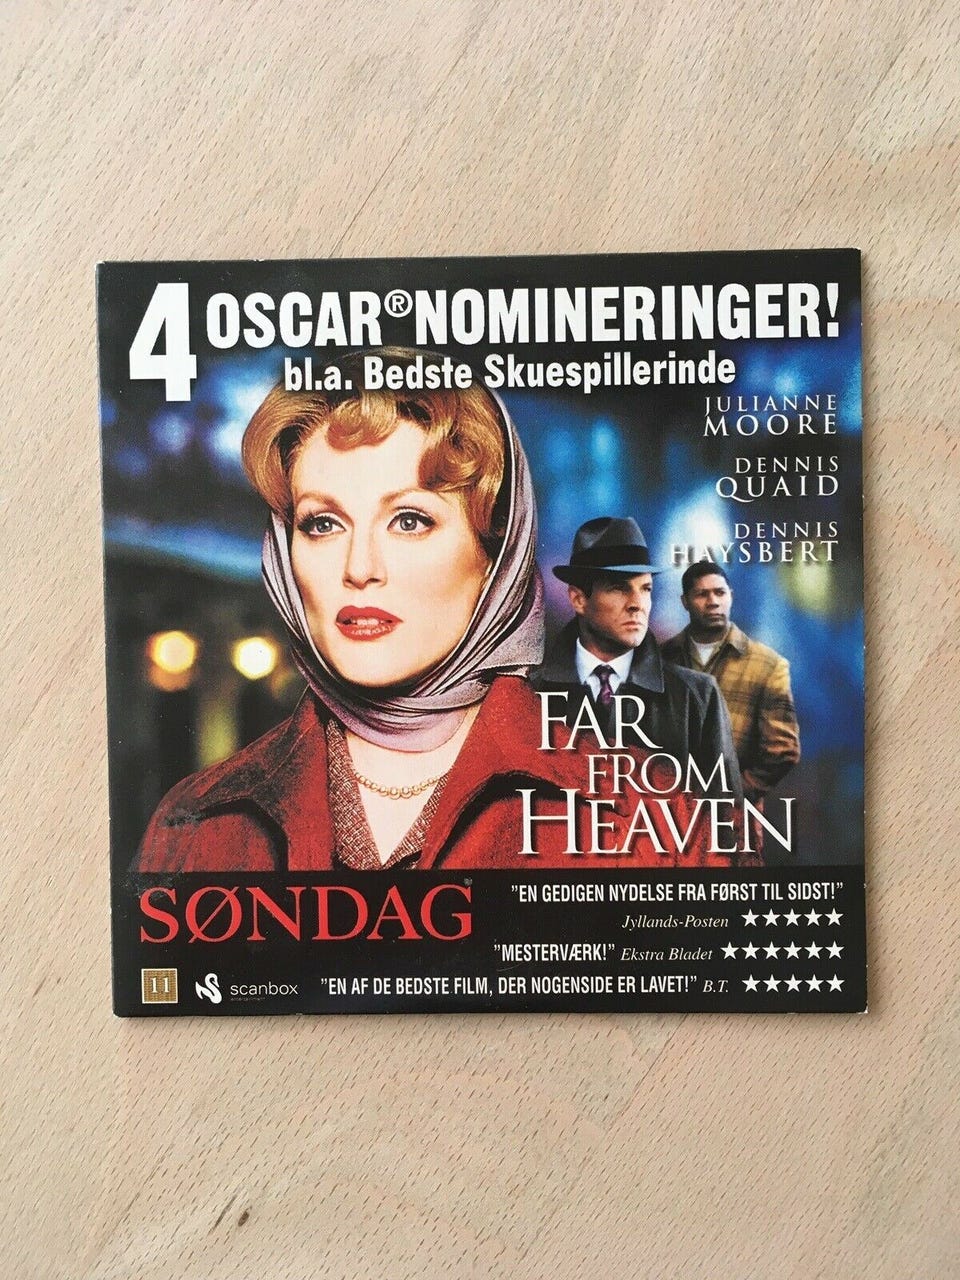 4 OSCAR® NOMINERINGER!
bl.a. Bedste Skuespillerinde
JULIANNE
MOORE
DENNIS
QUAID
DENNIS
HAYSBERT
FAR
FROM
HEAVEN
SØNDAG
"EN GEDIGEN NYDELSE FRA FØRST TIL SIDST!"
Jyllands-Posten ★★★★★
"MESTERVÆRK!" Ekstra Bladet ★★★★★★
"EN AF DE BEDSTE FILM, DER NOGENSIDE ER LAVET!" B.T. ★★★★★
11
scanbox
entertainment